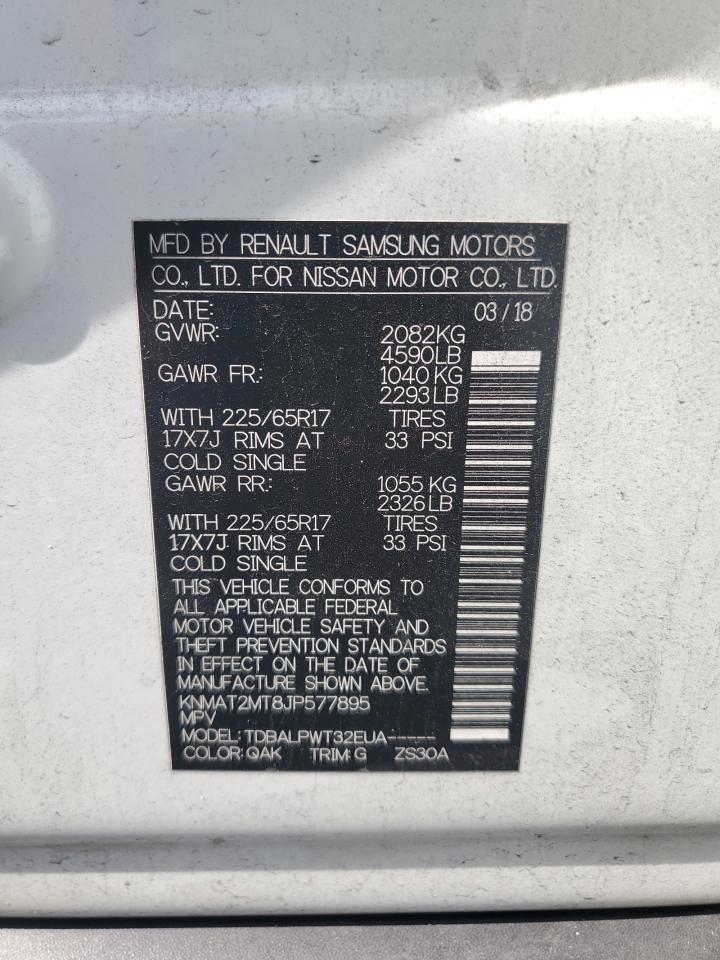 MFD BY RENAULT SAMSUNG MOTORS
CO., LTD. FOR NISSAN MOTOR CO., LTD.
DATE: 03 / 18
GVWR: 2082KG
4590LB
GAWR FR.: 1040 KG
2293 LB
WITH 225/65R17 TIRES
17X7J RIMS AT 33 PSI
COLD SINGLE
GAWR RR.: 1055 KG
2326 LB
WITH 225/65R17 TIRES
17X7J RIMS AT 33 PSI
COLD SINGLE
THIS VEHICLE CONFORMS TO
ALL APPLICABLE FEDERAL
MOTOR VEHICLE SAFETY AND
THEFT PREVENTION STANDARDS
IN EFFECT ON THE DATE OF
MANUFACTURE SHOWN ABOVE.
KNMAT2MT8JP577895
MPV
MODEL: TDBALPWT32EUA-----
COLOR: QAK TRIM: G ZS30A